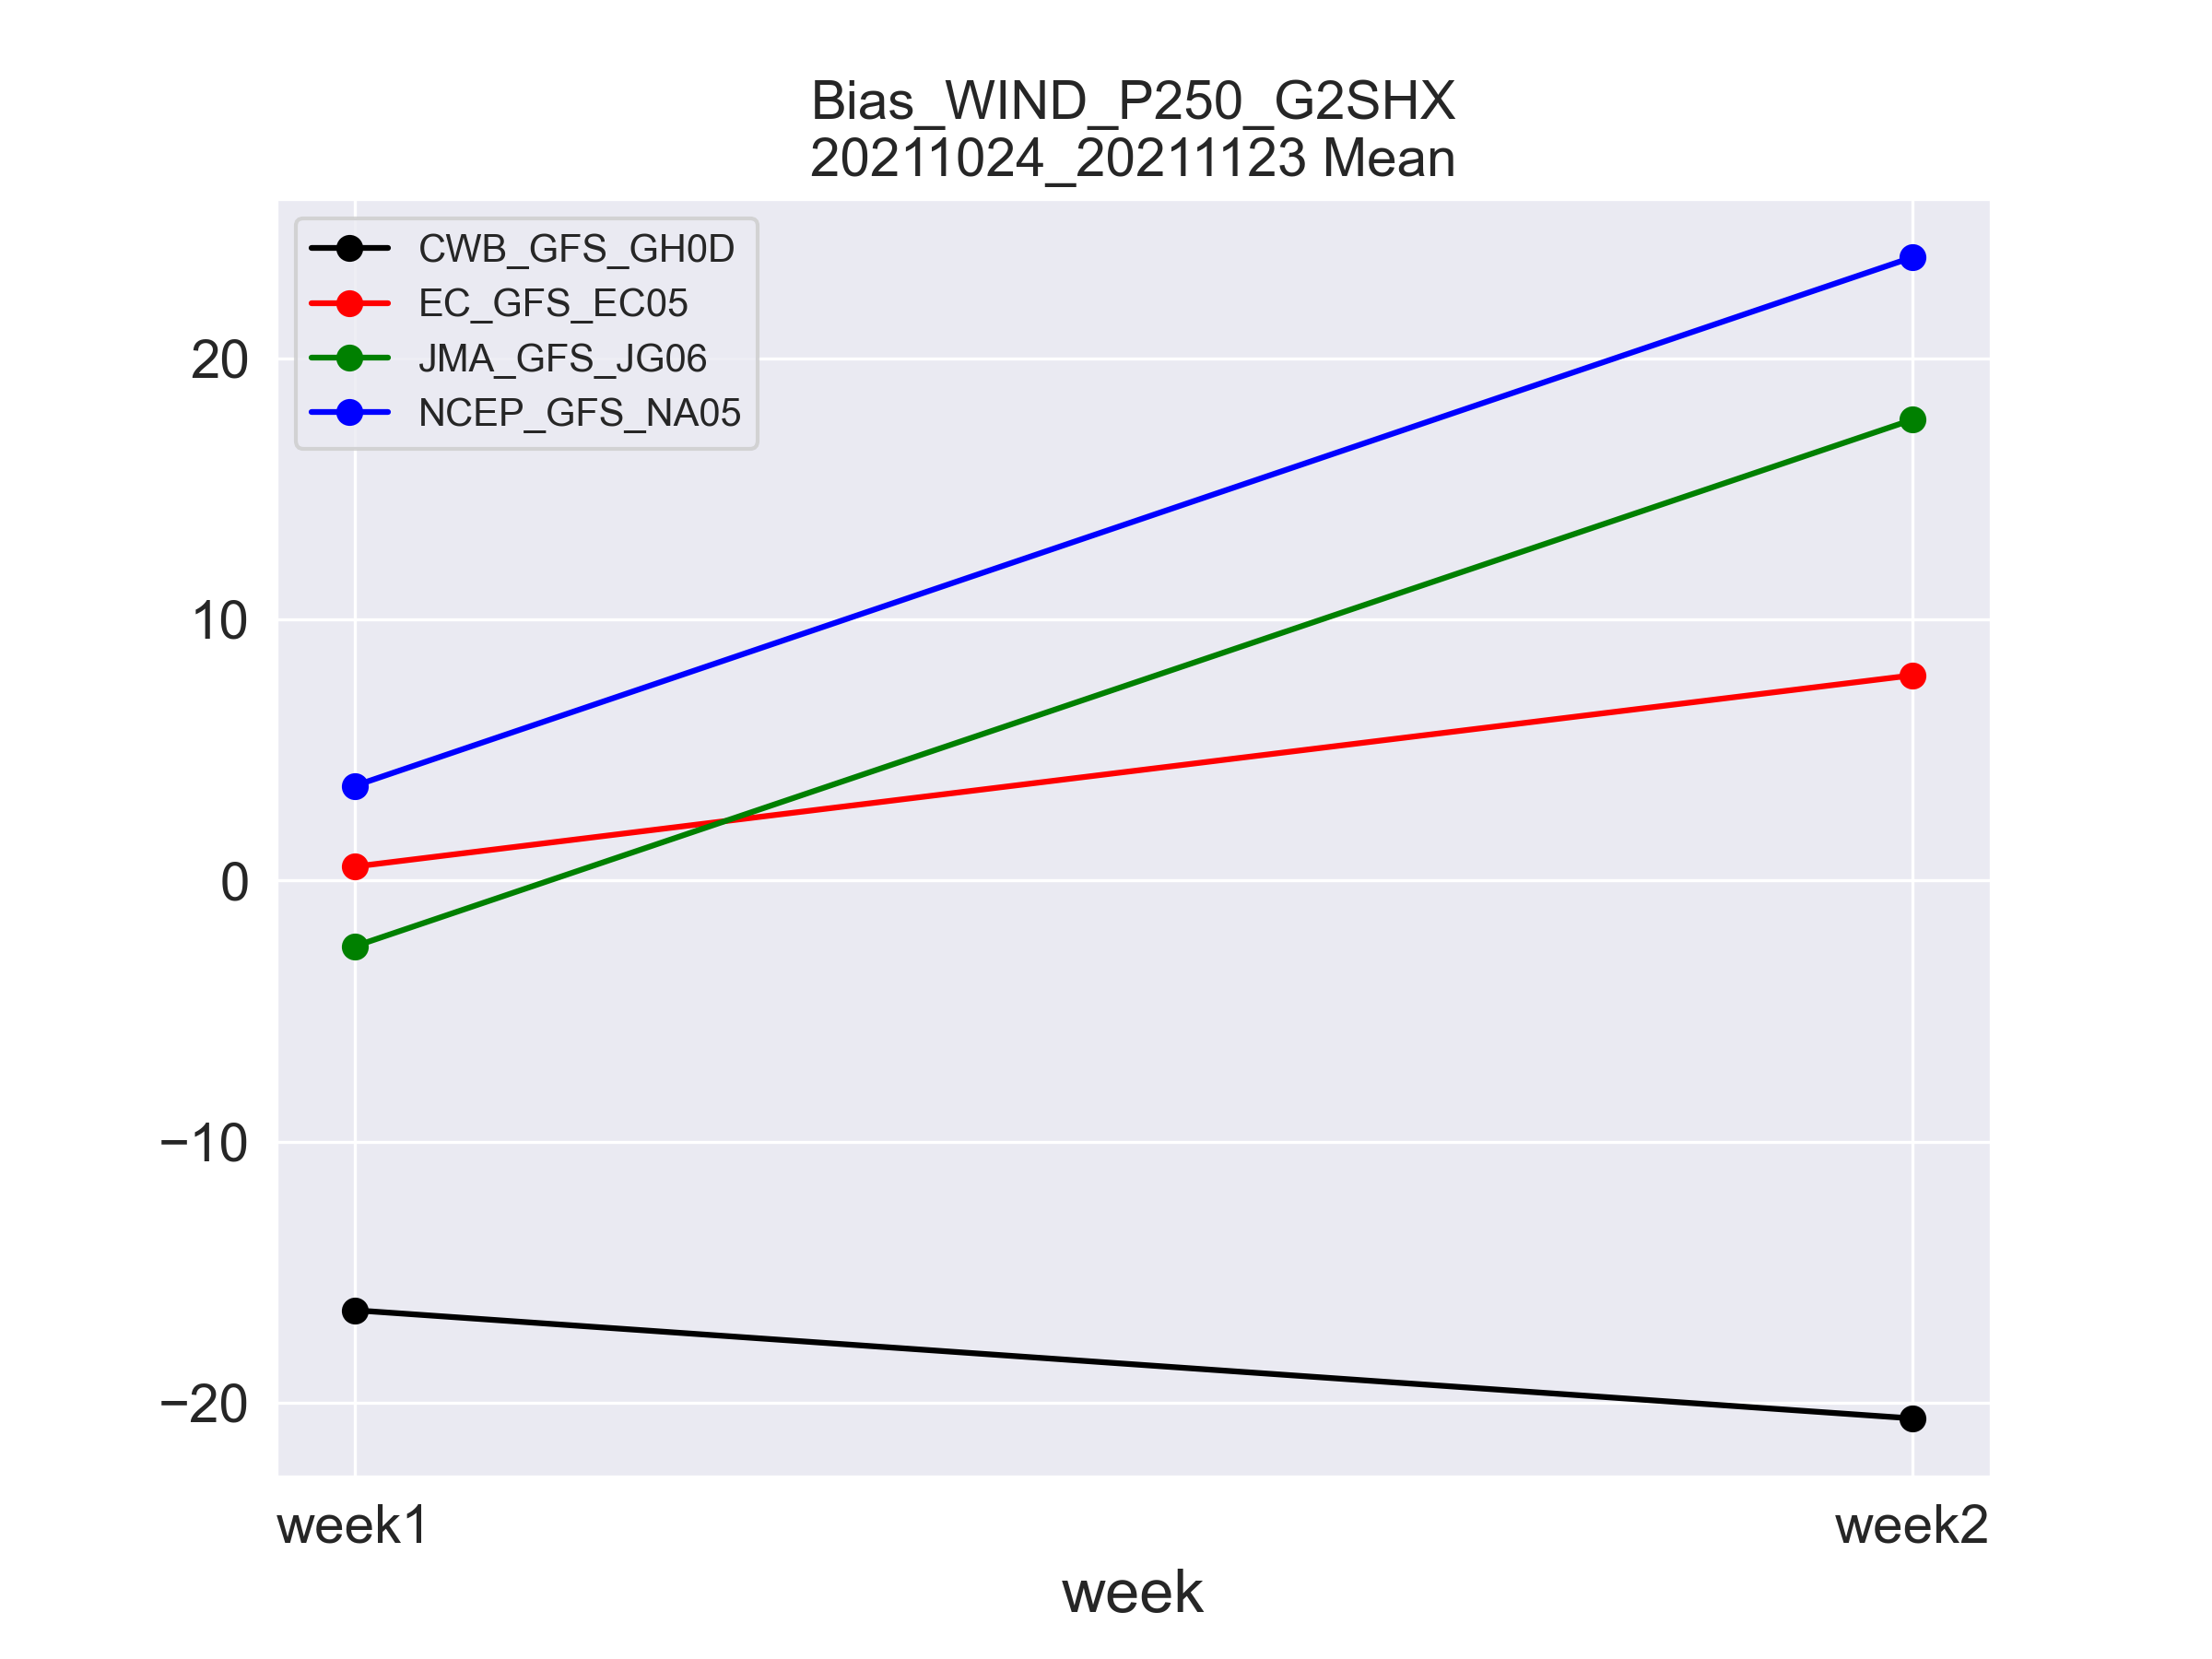 Bias_WIND_P250_G2SHX
20211024_20211123 Mean
CWB_GFS_GH0D
EC_GFS_EC05
JMA_GFS_JG06
NCEP_GFS_NA05
20
10
0
−10
−20
week1
week2
week